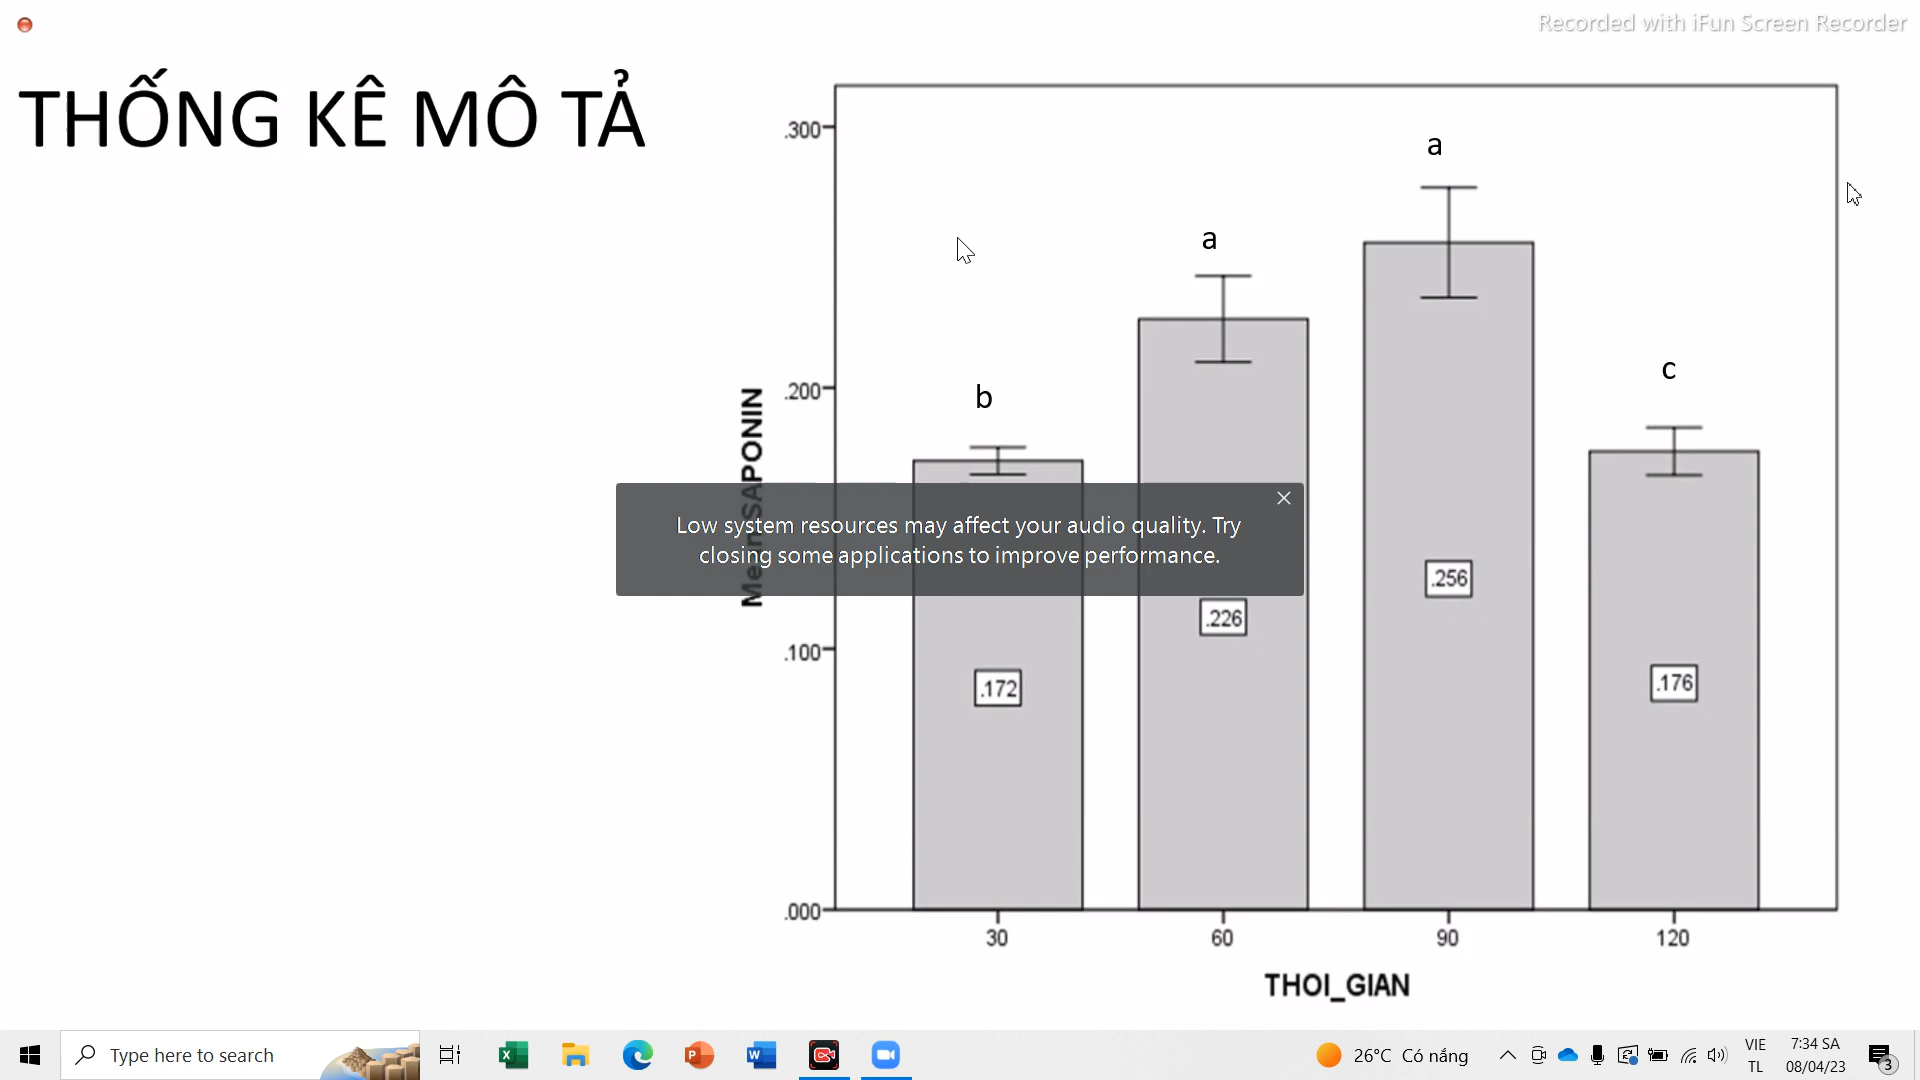 Recorded with iFun Screen Recorder
THỐNG KÊ MÔ TẢ
.300
.200
.100
.000
a
a
b
c
Low system resources may affect your audio quality. Try
closing some applications to improve performance.
.172
.226
.256
.176
30
60
90
120
THOI_GIAN
Type here to search
26°C Có nắng
VIE
TL
7:34 SA
08/04/23
3